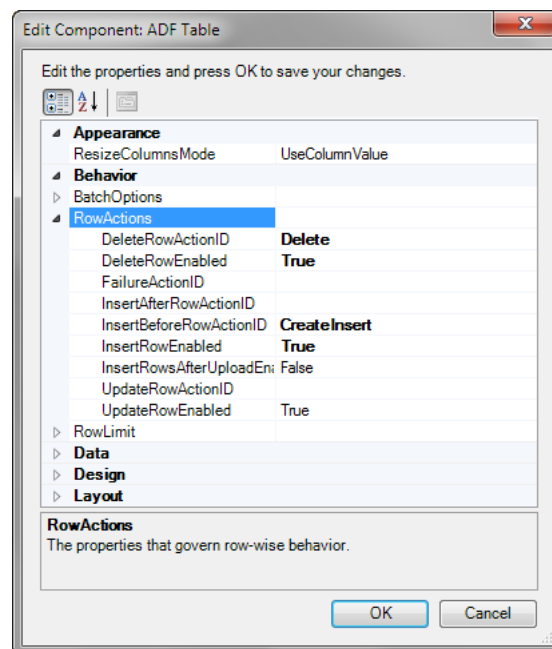 Edit Component: ADF Table
Edit the properties and press OK to save your changes.
Appearance
ResizeColumnsMode UseColumnValue
Behavior
BatchOptions
RowActions
DeleteRowActionID Delete
DeleteRowEnabled True
FailureActionID
InsertAfterRowActionID
InsertBeforeRowActionID CreateInsert
InsertRowEnabled True
InsertRowsAfterUploadEna False
UpdateRowActionID
UpdateRowEnabled True
RowLimit
Data
Design
Layout
RowActions
The properties that govern row-wise behavior.
OK Cancel